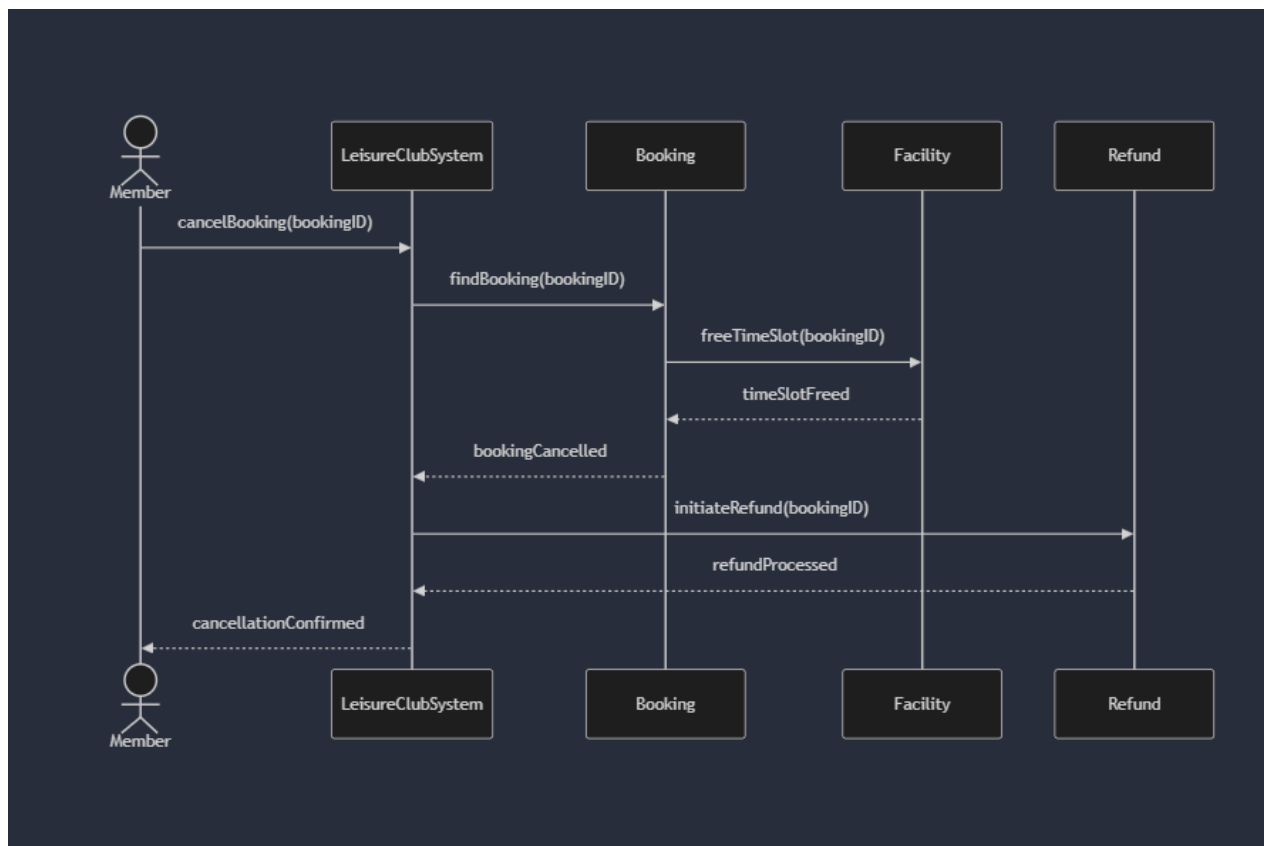 LeisureClubSystem
Booking
Facility
Refund
Member
cancelBooking(bookingID)
findBooking(bookingID)
freeTimeSlot(bookingID)
timeSlotFreed
bookingCancelled
initiateRefund(bookingID)
refundProcessed
cancellationConfirmed
LeisureClubSystem
Booking
Facility
Refund
Member